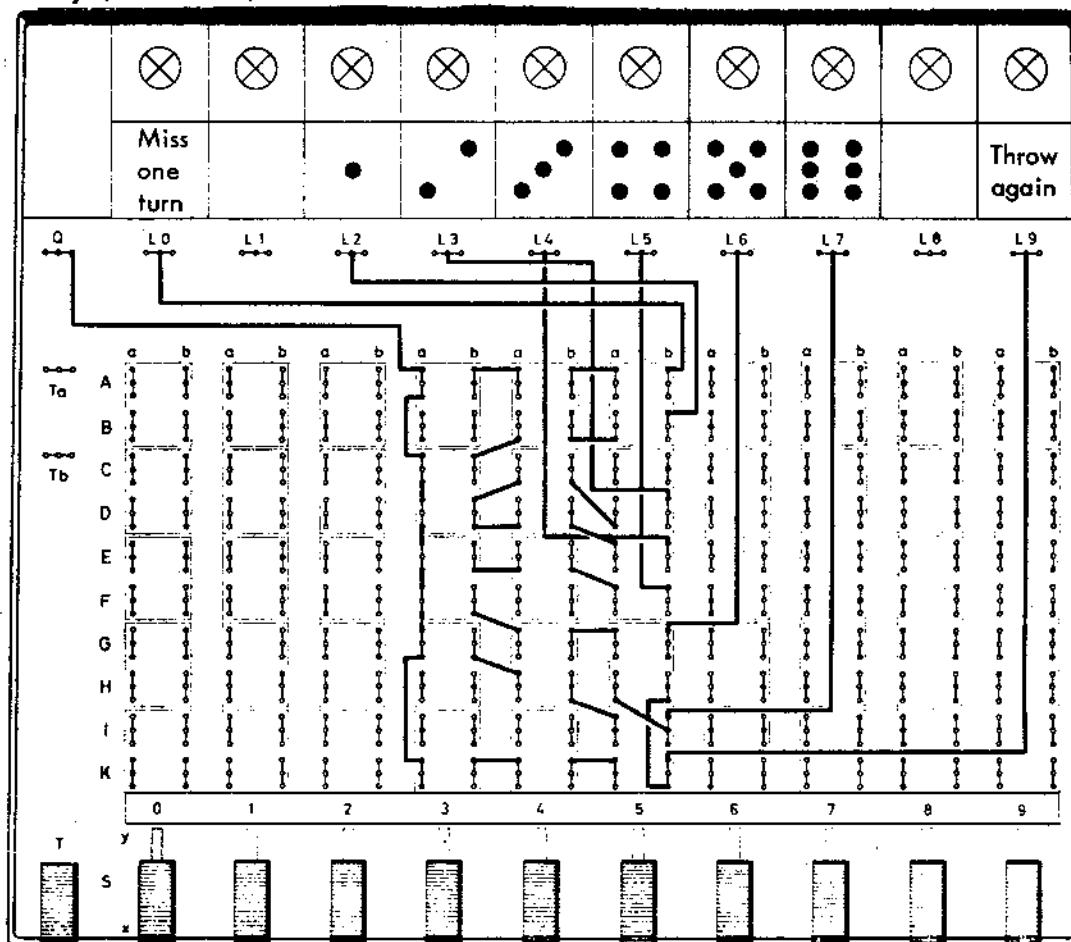 Miss
one
turn
Throw
again
Q L0 L1 L2 L3 L4 L5 L6 L7 L8 L9
a b a b a b a b a b a b a b a b a b a b
Ta A
B
Tb C
D
E
F
G
H
I
K
0 1 2 3 4 5 6 7 8 9
T y
S
x